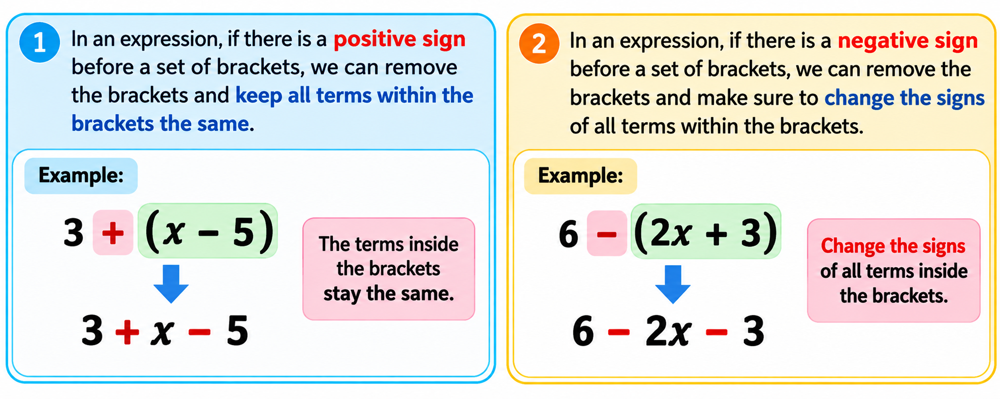 1
In an expression, if there is a positive sign
before a set of brackets, we can remove
the brackets and keep all terms within the
brackets the same.
Example:
3 + (x − 5)
3 + x − 5
The terms inside
the brackets
stay the same.
2
In an expression, if there is a negative sign
before a set of brackets, we can remove the
brackets and make sure to change the signs
of all terms within the brackets.
Example:
6 − (2x + 3)
6 − 2x − 3
Change the signs
of all terms inside
the brackets.